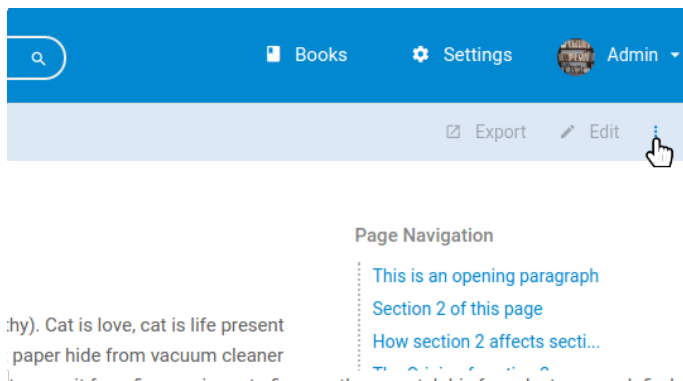 Books Settings Admin
Export Edit
Page Navigation
This is an opening paragraph
Section 2 of this page
How section 2 affects secti...
thy). Cat is love, cat is life present
paper hide from vacuum cleaner